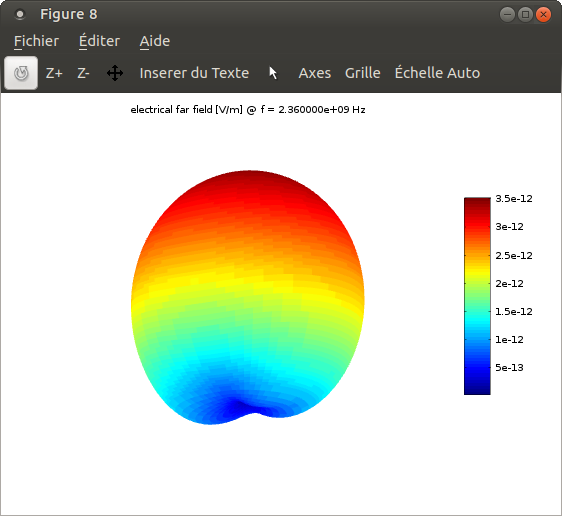 Figure 8
Fichier Éditer Aide
Z+ Z- Inserer du Texte Axes Grille Échelle Auto
electrical far field [V/m] @ f = 2.360000e+09 Hz
3.5e-12
3e-12
2.5e-12
2e-12
1.5e-12
1e-12
5e-13